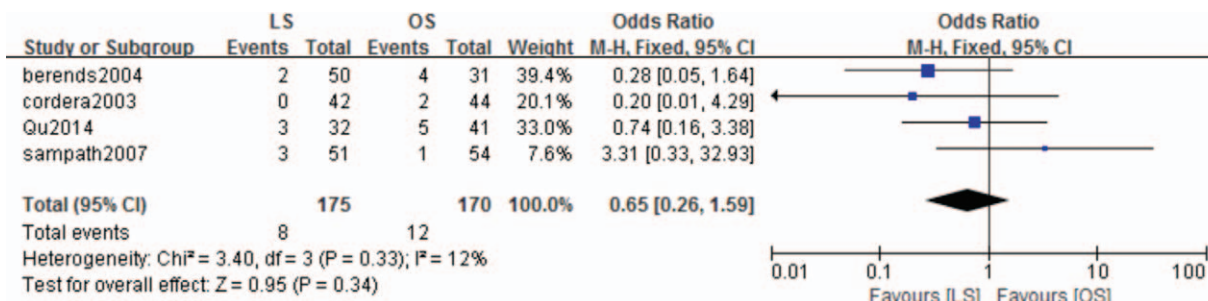 LS OS Odds Ratio Odds Ratio
Study or Subgroup Events Total Events Total Weight M-H, Fixed, 95% CI M-H, Fixed, 95% CI
berends2004 2 50 4 31 39.4% 0.28 [0.05, 1.64]
cordera2003 0 42 2 44 20.1% 0.20 [0.01, 4.29]
Qu2014 3 32 5 41 33.0% 0.74 [0.16, 3.38]
sampath2007 3 51 1 54 7.6% 3.31 [0.33, 32.93]
Total (95% CI) 175 170 100.0% 0.65 [0.26, 1.59]
Total events 8 12
Heterogeneity: Chi² = 3.40, df = 3 (P = 0.33); I² = 12%
Test for overall effect: Z = 0.95 (P = 0.34)
0.01 0.1 1 10 100
Favours [LS] Favours [OS]